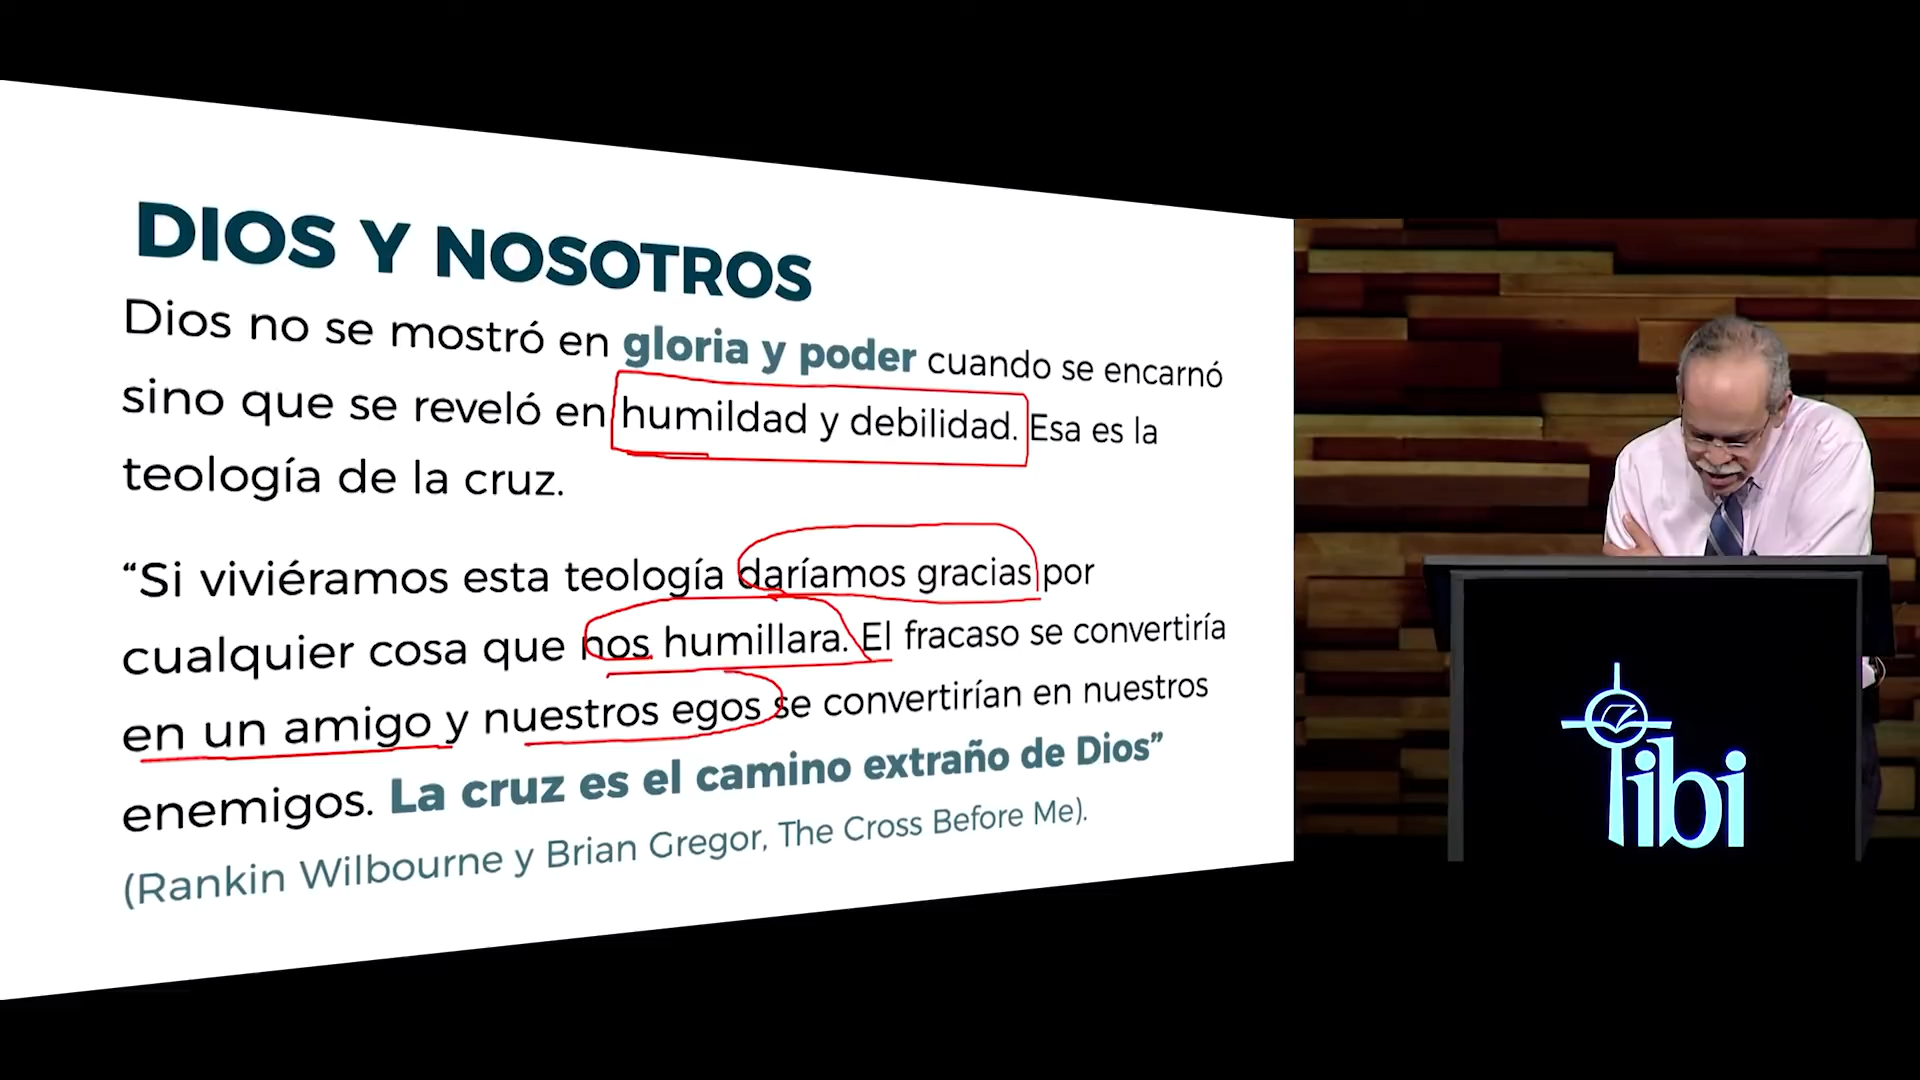 DIOS Y NOSOTROS
Dios no se mostró en gloria y poder cuando se encarnó
sino que se reveló en humildad y debilidad. Esa es la
teología de la cruz.
“Si viviéramos esta teología daríamos gracias por
cualquier cosa que nos humillara. El fracaso se convertiría
en un amigo y nuestros egos se convertirían en nuestros
enemigos. La cruz es el camino extraño de Dios”
(Rankin Wilbourne y Brian Gregor, The Cross Before Me).
ibi